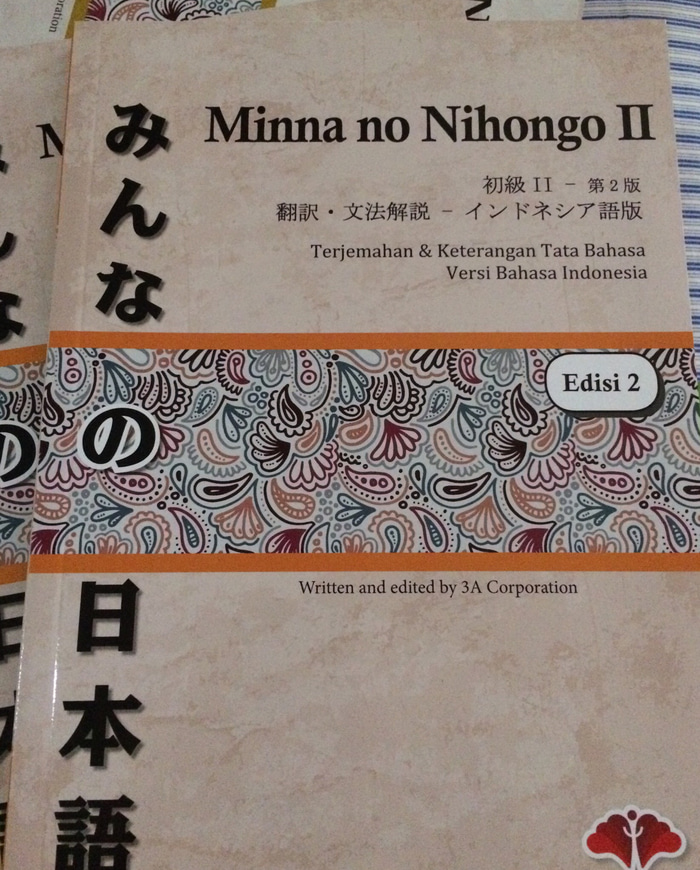 みんなの日本語
Minna no Nihongo II
初級 II － 第2版
翻訳・文法解説 － インドネシア語版
Terjemahan & Keterangan Tata Bahasa
Versi Bahasa Indonesia
Edisi 2
Written and edited by 3A Corporation